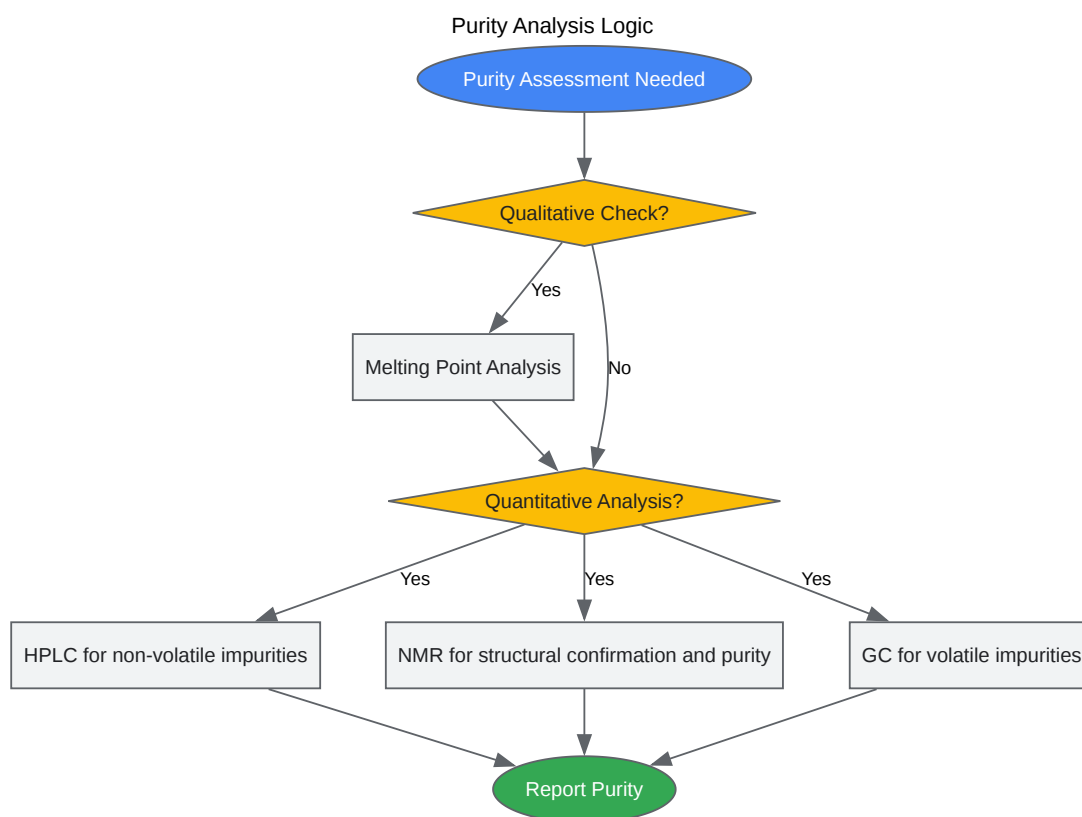 Purity Analysis Logic
Purity Assessment Needed
Qualitative Check?
Yes
Melting Point Analysis
No
Quantitative Analysis?
Yes
Yes
Yes
HPLC for non-volatile impurities
NMR for structural confirmation and purity
GC for volatile impurities
Report Purity